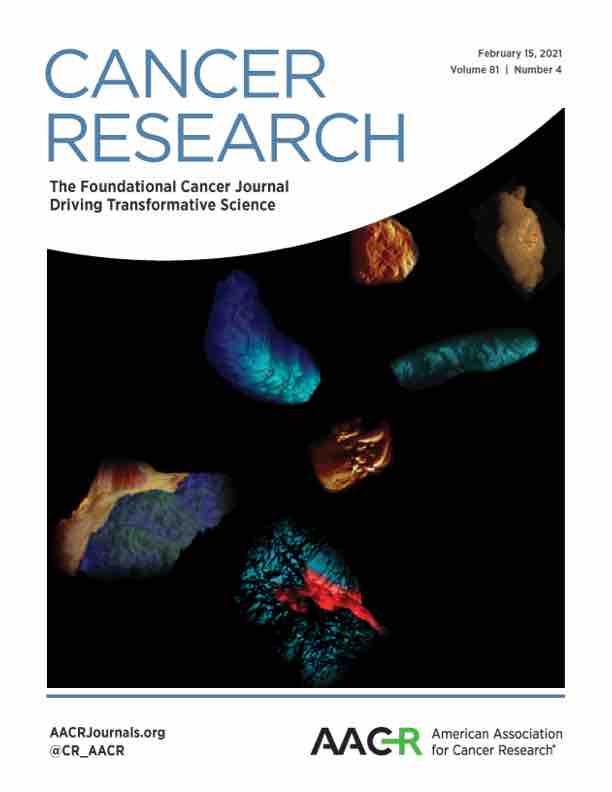 CANCER
RESEARCH
February 15, 2021
Volume 81 | Number 4
The Foundational Cancer Journal
Driving Transformative Science
AACRJournals.org
@CR_AACR
AACR
American Association
for Cancer Research®